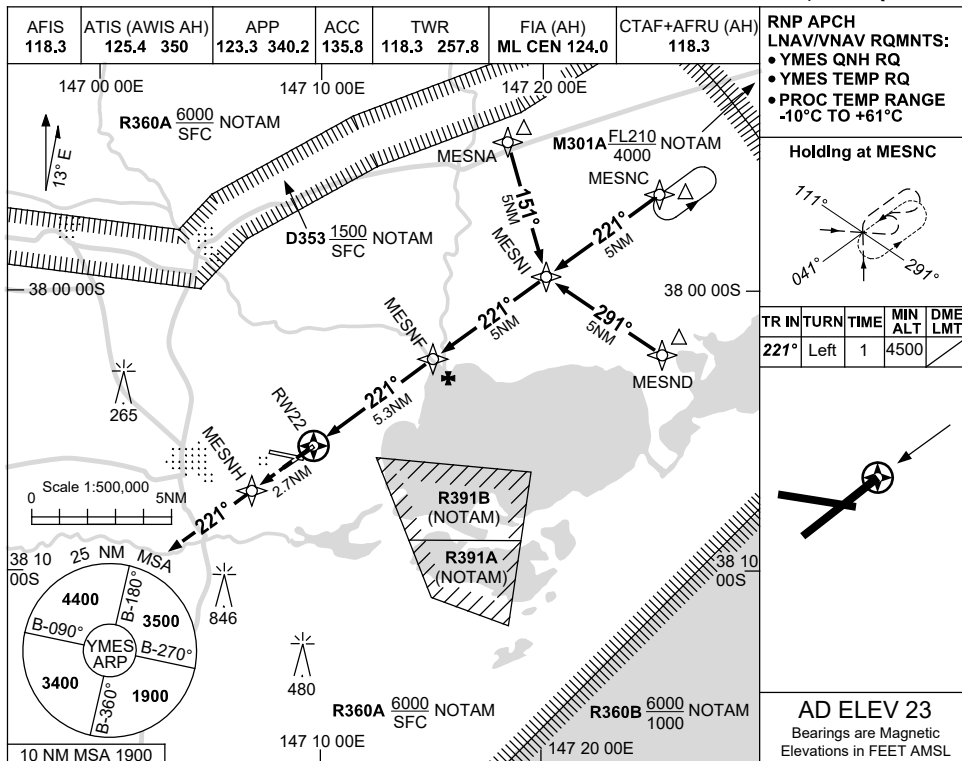 AFIS
118.3
ATIS (AWIS AH)
125.4 350
APP
123.3 340.2
ACC
135.8
TWR
118.3 257.8
FIA (AH)
ML CEN 124.0
CTAF+AFRU (AH)
118.3
RNP APCH
LNAV/VNAV RQMNTS:
• YMES QNH RQ
• YMES TEMP RQ
• PROC TEMP RANGE
-10°C TO +61°C
147 00 00E
147 10 00E
147 20 00E
R360A 6000
SFC NOTAM
13° E
MESNA
M301A FL210
4000 NOTAM
MESNC
Holding at MESNC
111°
041°
291°
151°
5NM
221°
5NM
D353 1500
SFC NOTAM
MESNI
38 00 00S
38 00 00S
221°
5NM
291°
5NM
MESNF
MESND
TR IN TURN TIME MIN ALT DME LMT
221° Left 1 4500
265
221°
5.3NM
RW22
MESNH
2.7NM
221°
Scale 1:500,000
0 5NM
R391B
(NOTAM)
R391A
(NOTAM)
38 10
00S
38 10
00S
25 NM MSA
4400
B-180°
3500
B-090°
YMES
ARP
B-270°
3400
B-360°
1900
846
480
R360A 6000
SFC NOTAM
R360B 6000
1000 NOTAM
10 NM MSA 1900
147 10 00E
147 20 00E
AD ELEV 23
Bearings are Magnetic
Elevations in FEET AMSL